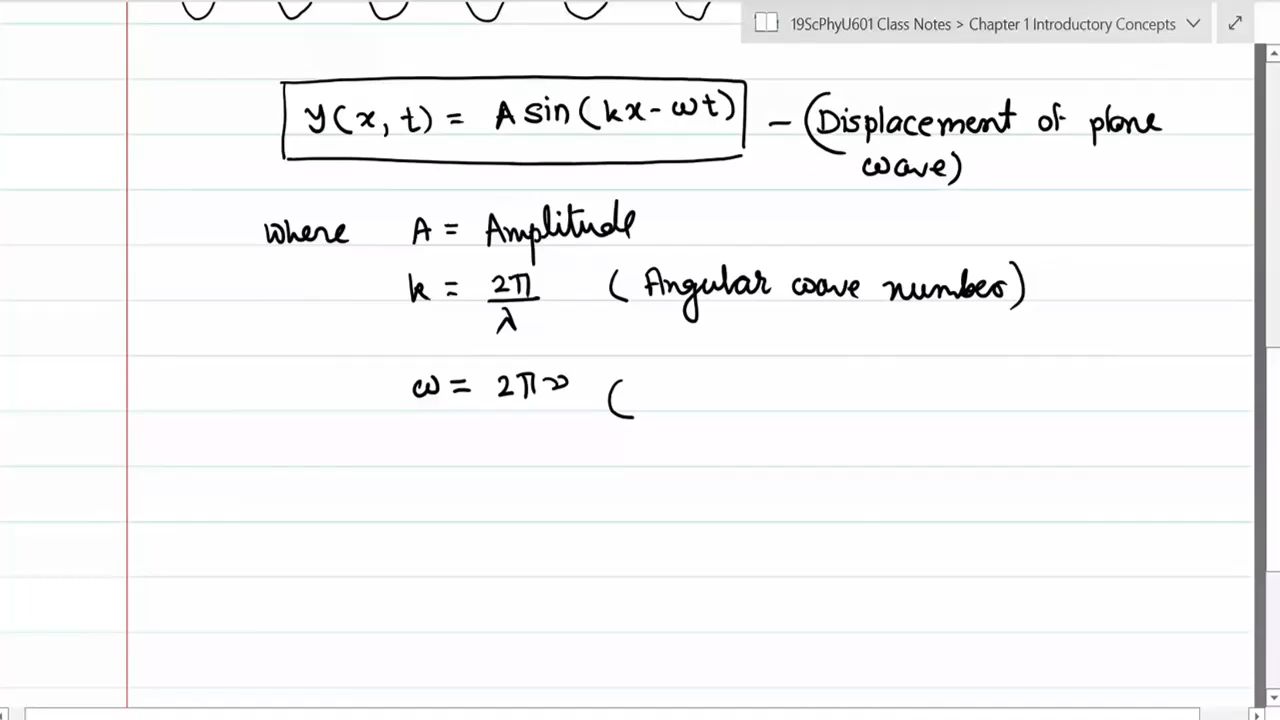 19ScPhyU601 Class Notes > Chapter 1 Introductory Concepts
y(x, t) = A sin(kx - ωt) - (Displacement of plane
wave)
where A = Amplitude
k = 2π/λ (Angular wave number)
ω = 2πν (